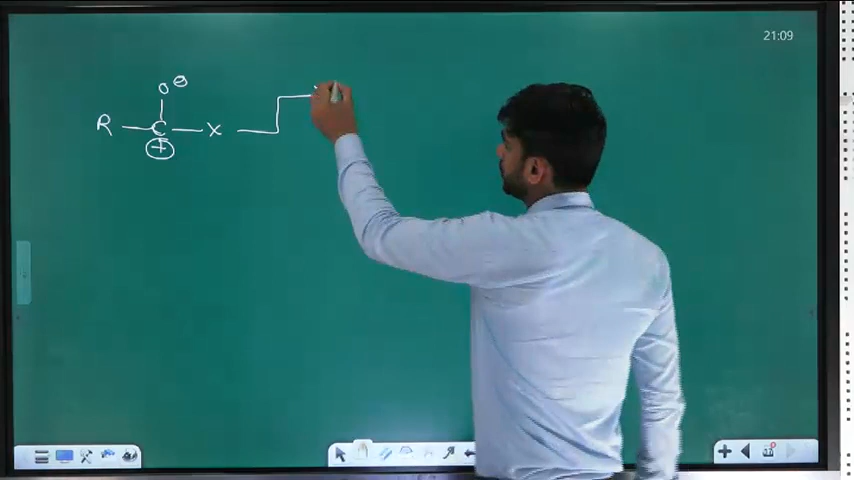 21:09
O ⊖
R — C — X
⊕